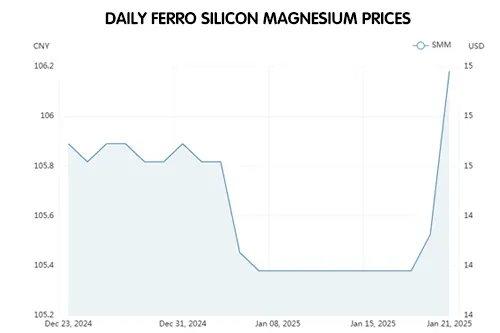 DAILY FERRO SILICON MAGNESIUM PRICES
CNY
SMM
USD
106.2
15
106
15
105.8
15
105.6
14
105.4
14
105.2
14
Dec 23, 2024
Dec 31, 2024
Jan 08, 2025
Jan 15, 2025
Jan 21, 2025